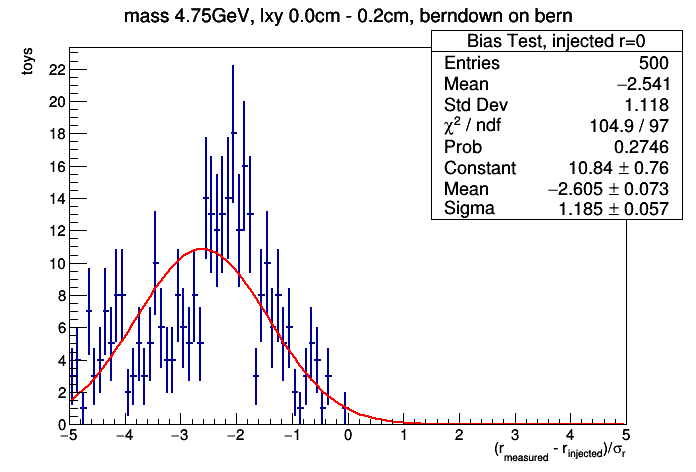 mass 4.75GeV, lxy 0.0cm - 0.2cm, berndown on bern
toys
Bias Test, injected r=0
Entries 500
Mean −2.541
Std Dev 1.118
χ² / ndf 104.9 / 97
Prob 0.2746
Constant 10.84 ± 0.76
Mean −2.605 ± 0.073
Sigma 1.185 ± 0.057
22
20
18
16
14
12
10
8
6
4
2
0
−5 −4 −3 −2 −1 0 1 2 3 4 5
(r_measured - r_injected)/σ_r